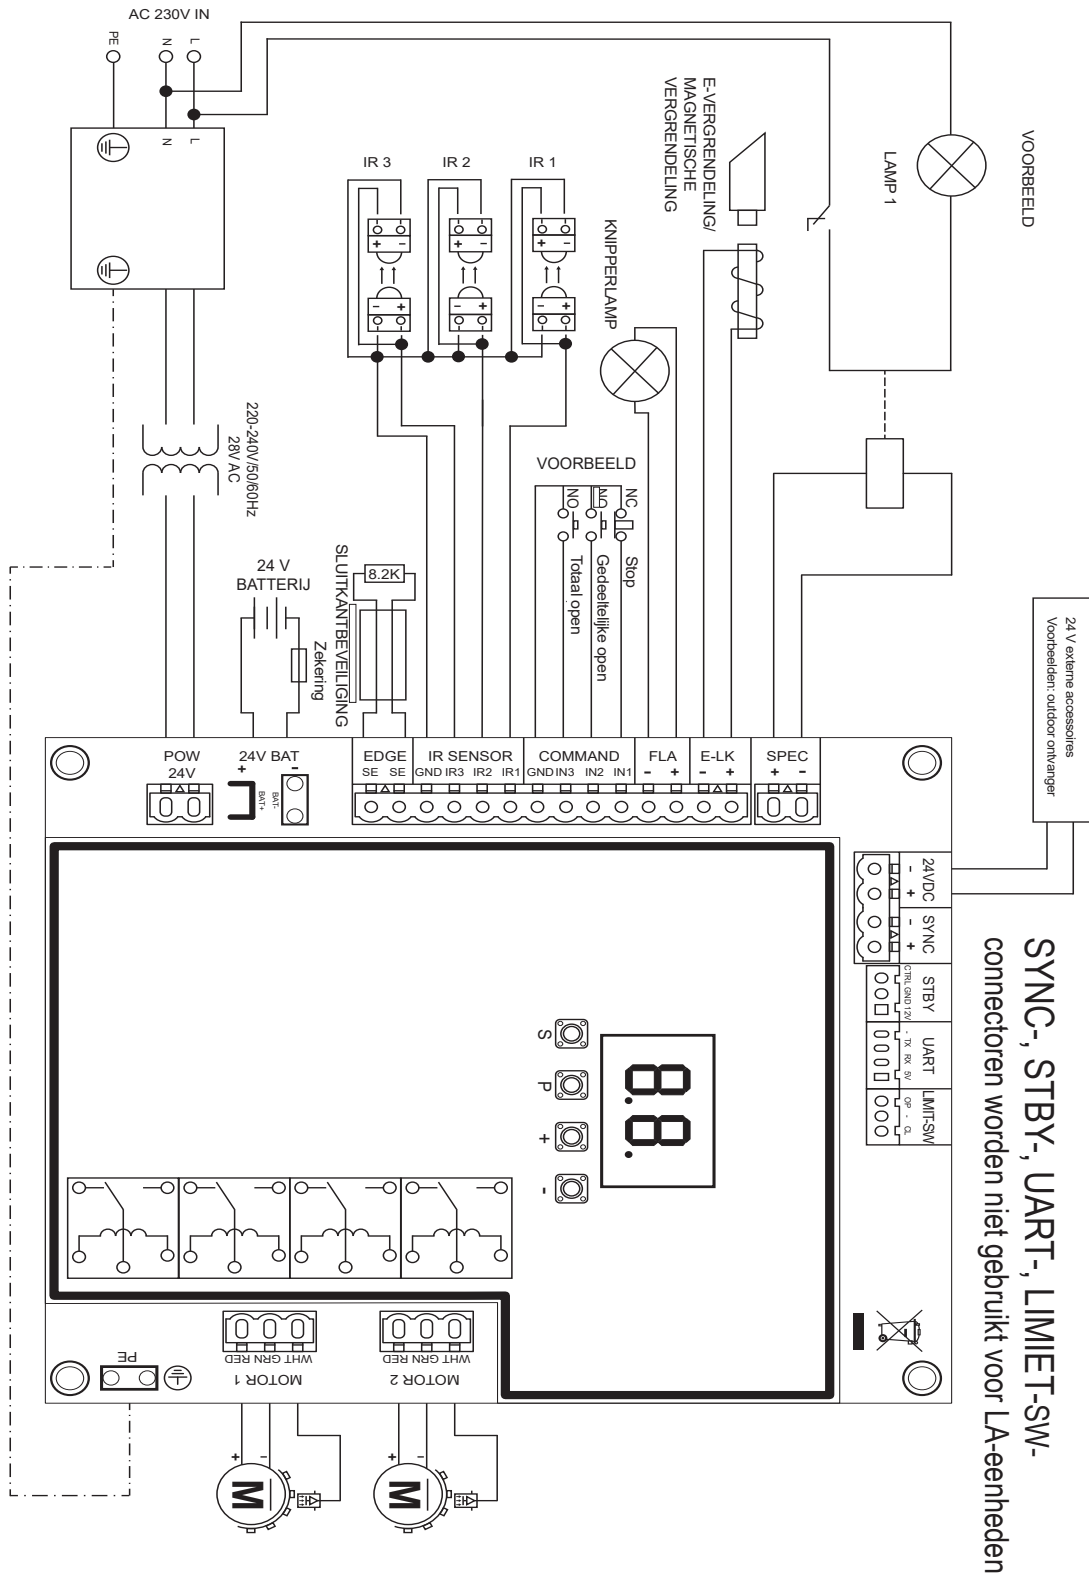 AC 230V IN
PE
N
L
N
L
VOORBEELD
LAMP 1
E-VERGRENDELING/
MAGNETISCHE
VERGRENDELING
IR 3
IR 2
IR 1
+ -
+ -
+ -
- +
- +
- +
KNIPPERLAMP
220-240V/50/60Hz
28V AC
VOORBEELD
NO
NO
NC
Totaal open
Gedeeltelijke open
Stop
24 V
BATTERIJ
Zekering
SLUITKANTBEVEILIGING
8.2K
24 V externe accessoires
Voorbeelden: outdoor ontvanger
POW
24V
24V BAT
+ -
BAT+
BAT-
EDGE
SE SE
IR SENSOR
GND IR3 IR2 IR1
COMMAND
GND IN3 IN2 IN1
FLA
- +
E-LK
- +
SPEC
+ -
24VDC
- +
SYNC
- +
STBY
CTRL GND 12V
UART
- TX RX 5V
LIMIT-SW
OP - CL
SYNC-, STBY-, UART-, LIMIET-SW-
connectoren worden niet gebruikt voor LA-eenheden
8.8.
S
P
+
-
PE
WHT GRN RED
MOTOR 1
WHT GRN RED
MOTOR 2
+ -
M
+ -
M